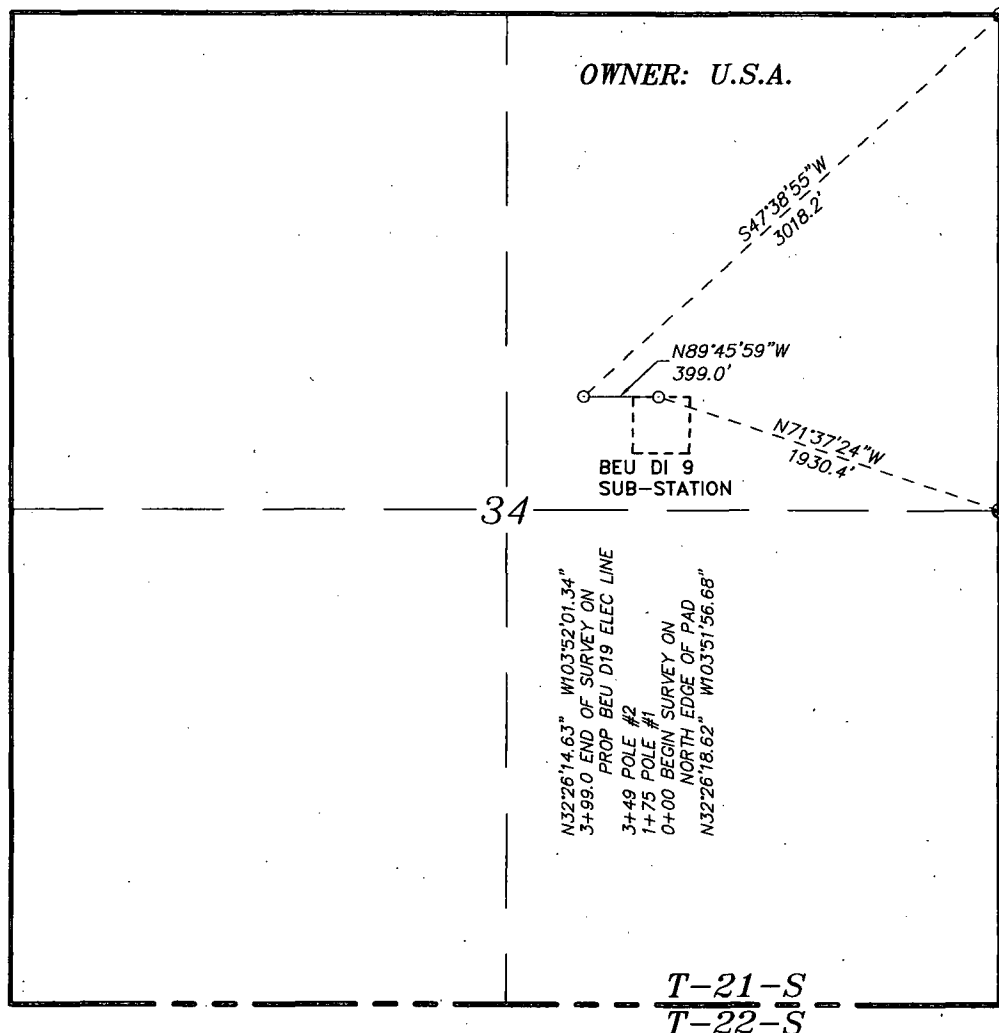 OWNER: U.S.A.
S47°38'55"W
3018.2'
N89°45'59"W
399.0'
N71°37'24"W
1930.4'
BEU DI 9
SUB-STATION
34
N32°26'14.63" W103°52'01.34"
3+99.0 END OF SURVEY ON
PROP BEU D19 ELEC LINE
3+49 POLE #2
1+75 POLE #1
0+00 BEGIN SURVEY ON
NORTH EDGE OF PAD
N32°26'18.62" W103°51'56.68"
T-21-S
T-22-S